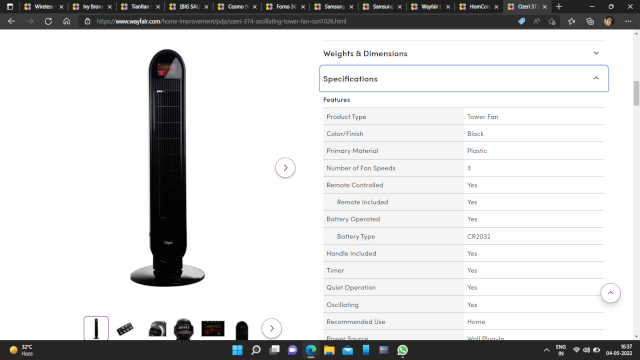 Wireless
Ivy Brons
TianFan
(BIG SAL
Cosmo 5
Forno 36
Samsung
Samsung
Wayfair |
HomCom
Ozeri 37
https://www.wayfair.com/home-improvement/pdp/ozeri-374-oscillating-tower-fan-ozri1026.html
Weights & Dimensions
Specifications
Features
Product Type Tower Fan
Color/Finish Black
Primary Material Plastic
Number of Fan Speeds 3
Remote Controlled Yes
Remote Included Yes
Battery Operated Yes
Battery Type CR2032
Handle Included Yes
Timer Yes
Quiet Operation Yes
Oscillating Yes
Recommended Use Home
Power Source Wall Plug-In
32°C
Haze
ENG
IN
16:37
04-05-2022